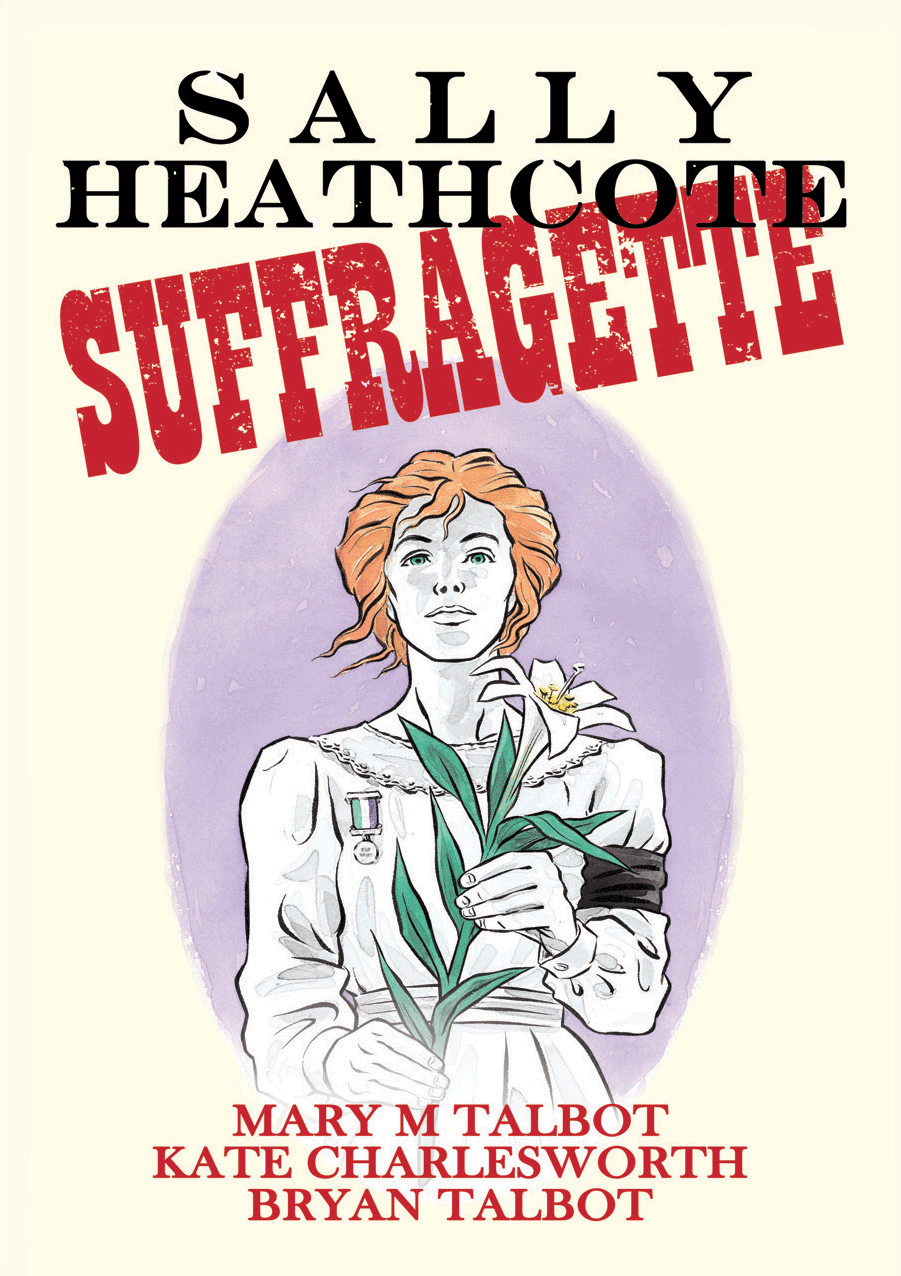 SALLY
HEATHCOTE
SUFFRAGETTE
MARY M TALBOT
KATE CHARLESWORTH
BRYAN TALBOT